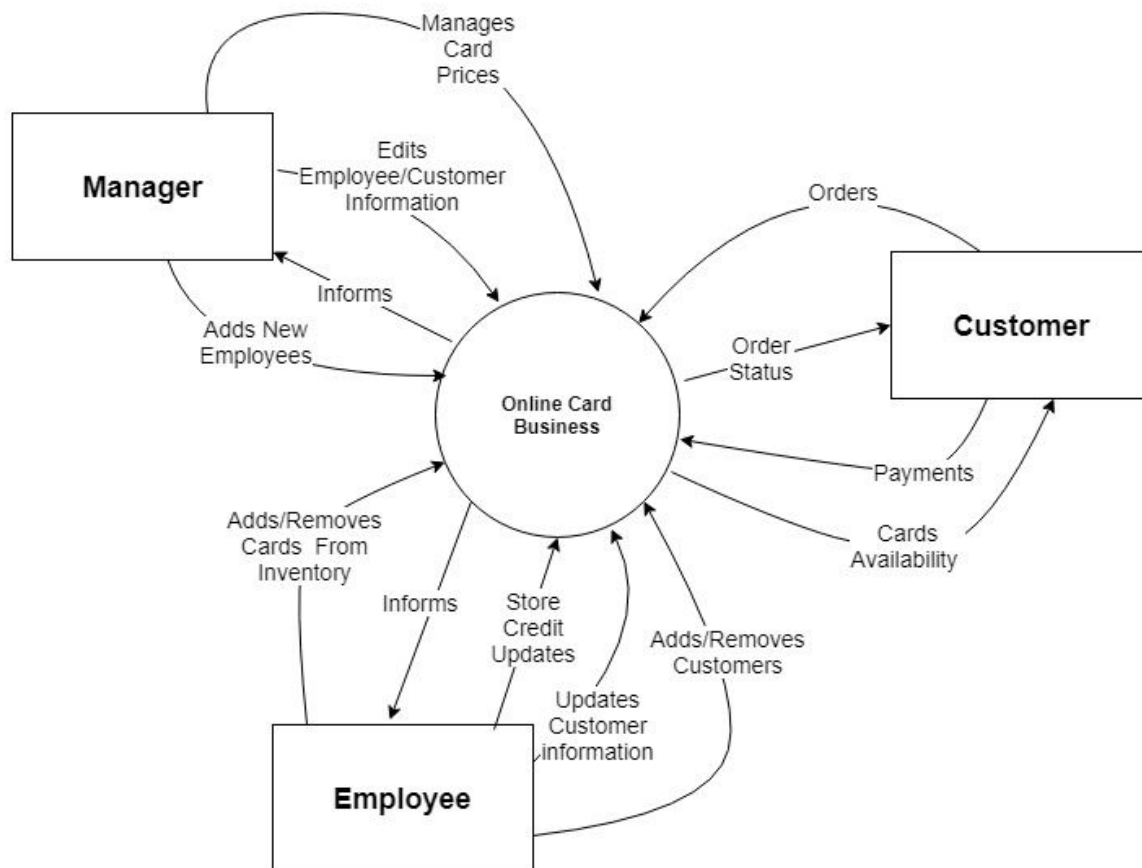 Manages
Card
Prices
Manager
Edits
Employee/Customer
Information
Orders
Informs
Customer
Adds New
Employees
Order
Status
Online Card
Business
Payments
Adds/Removes
Cards From
Inventory
Cards
Availability
Informs
Store
Credit
Updates
Adds/Removes
Customers
Updates
Customer
information
Employee